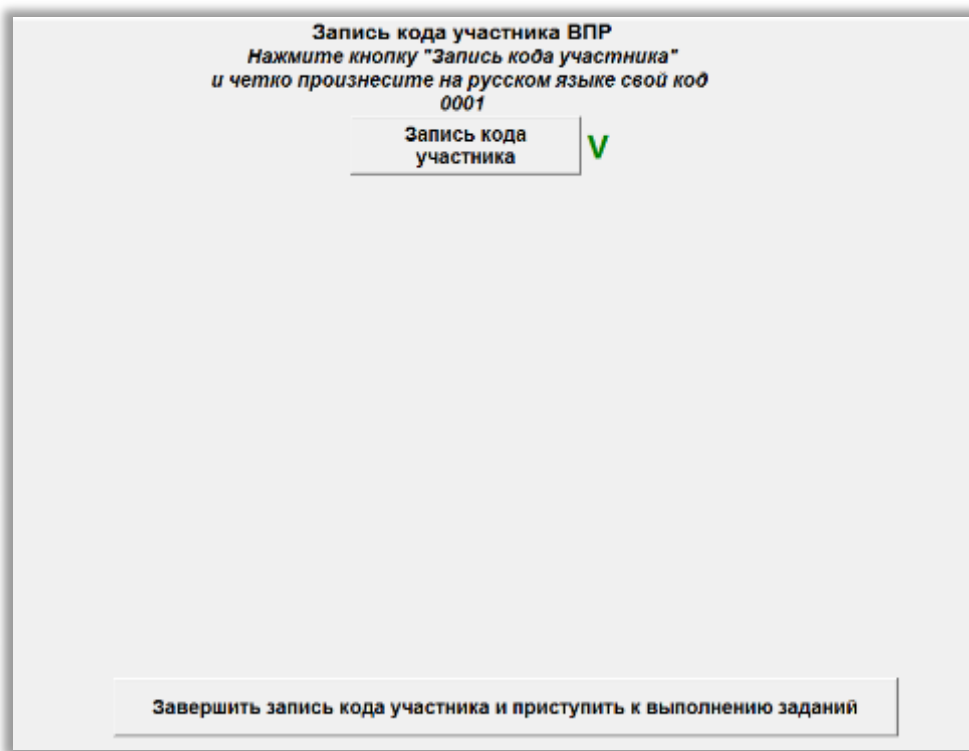 Запись кода участника ВПР
Нажмите кнопку "Запись кода участника"
и четко произнесите на русском языке свой код
0001
Запись кода
участника
V
Завершить запись кода участника и приступить к выполнению заданий